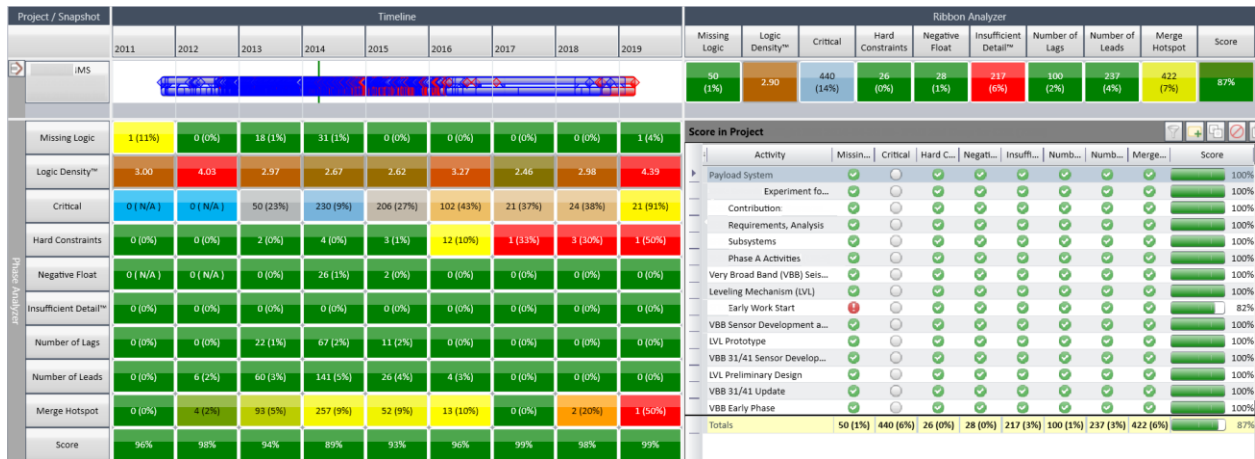 Project / Snapshot Timeline Ribbon Analyzer
2011 2012 2013 2014 2015 2016 2017 2018 2019 Missing Logic Logic Density™ Critical Hard Constraints Negative Float Insufficient Detail™ Number of Lags Number of Leads Merge Hotspot Score
iMS 50 (1%) 2.90 440 (14%) 26 (0%) 28 (1%) 217 (6%) 100 (2%) 237 (4%) 422 (7%) 87%
Phase Analyzer
Missing Logic 1 (11%) 0 (0%) 18 (1%) 31 (1%) 0 (0%) 0 (0%) 0 (0%) 0 (0%) 1 (4%)
Logic Density™ 3.00 4.03 2.97 2.67 2.62 3.27 2.46 2.98 4.39
Critical 0 ( N/A ) 0 ( N/A ) 50 (23%) 230 (9%) 206 (27%) 102 (43%) 21 (37%) 24 (38%) 21 (91%)
Hard Constraints 0 (0%) 0 (0%) 2 (0%) 4 (0%) 3 (1%) 12 (10%) 1 (33%) 3 (30%) 1 (50%)
Negative Float 0 ( N/A ) 0 ( N/A ) 0 (0%) 26 (1%) 2 (0%) 0 (0%) 0 (0%) 0 (0%) 0 (0%)
Insufficient Detail™ 0 (0%) 0 (0%) 0 (0%) 0 (0%) 0 (0%) 0 (0%) 0 (0%) 0 (0%) 0 (0%)
Number of Lags 0 (0%) 0 (0%) 22 (1%) 67 (2%) 11 (2%) 0 (0%) 0 (0%) 0 (0%) 0 (0%)
Number of Leads 0 (0%) 6 (2%) 60 (3%) 141 (5%) 26 (4%) 4 (3%) 0 (0%) 0 (0%) 0 (0%)
Merge Hotspot 0 (0%) 4 (2%) 93 (5%) 257 (9%) 52 (9%) 13 (10%) 0 (0%) 2 (20%) 1 (50%)
Score 96% 98% 94% 89% 93% 96% 99% 98% 99%
Score in Project
Activity Missin... Critical Hard C... Negati... Insuffi... Numb... Numb... Merge... Score
Payload System 100%
Experiment fo... 100%
Contribution: 100%
Requirements, Analysis 100%
Subsystems 100%
Phase A Activities 100%
Very Broad Band (VBB) Seis... 100%
Leveling Mechanism (LVL) 100%
Early Work Start 82%
VBB Sensor Development a... 100%
LVL Prototype 100%
VBB 31/41 Sensor Develop... 100%
LVL Preliminary Design 100%
VBB 31/41 Update 100%
VBB Early Phase 100%
Totals 50 (1%) 440 (6%) 26 (0%) 28 (0%) 217 (3%) 100 (1%) 237 (3%) 422 (6%) 87%